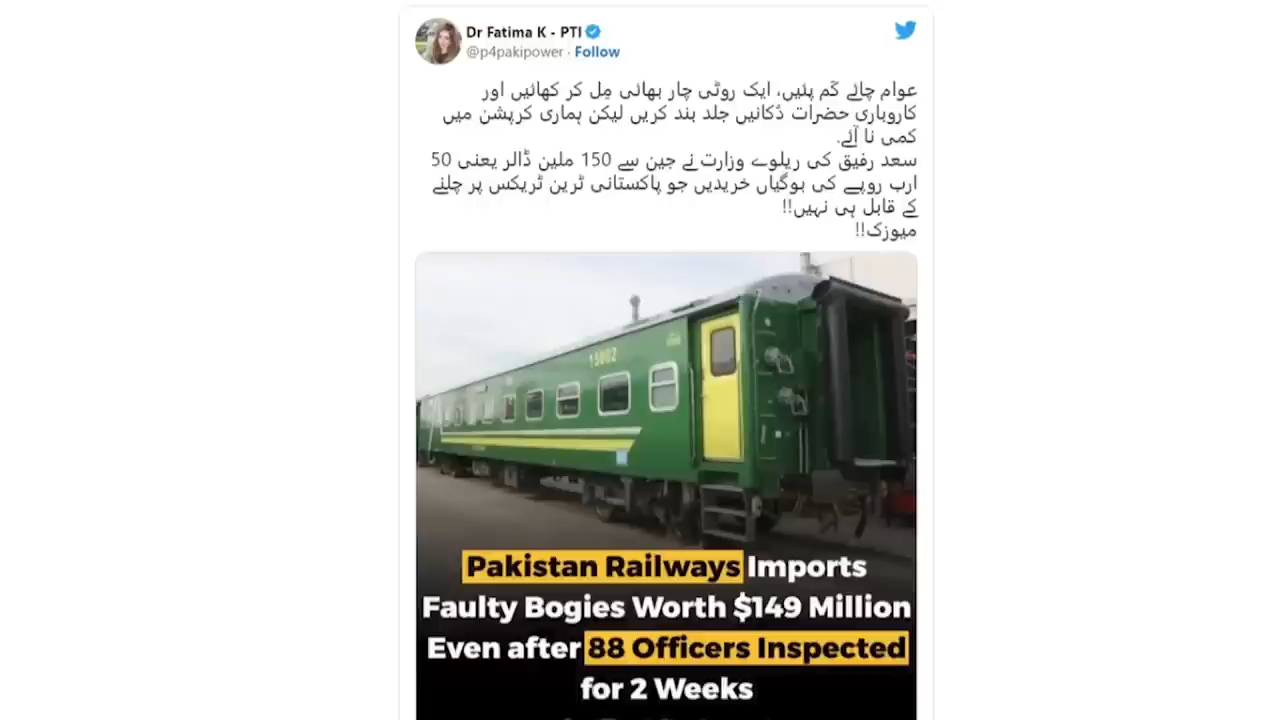 Dr Fatima K - PTI
@p4pakipower · Follow
عوام چائے کم پئیں، ایک روٹی چار بھائی مِل کر کھائیں اور
کاروباری حضرات دُکانیں جلد بند کریں لیکن ہماری کرپشن میں
کمی نا آئے.
سعد رفیق کی ریلوے وزارت نے چین سے 150 ملین ڈالر یعنی 50
ارب روپے کی بوگیاں خریدیں جو پاکستانی ٹرین ٹریکس پر چلنے
کے قابل ہی نہیں!!
میوزک!!
15002
Pakistan Railways Imports
Faulty Bogies Worth $149 Million
Even after 88 Officers Inspected
for 2 Weeks